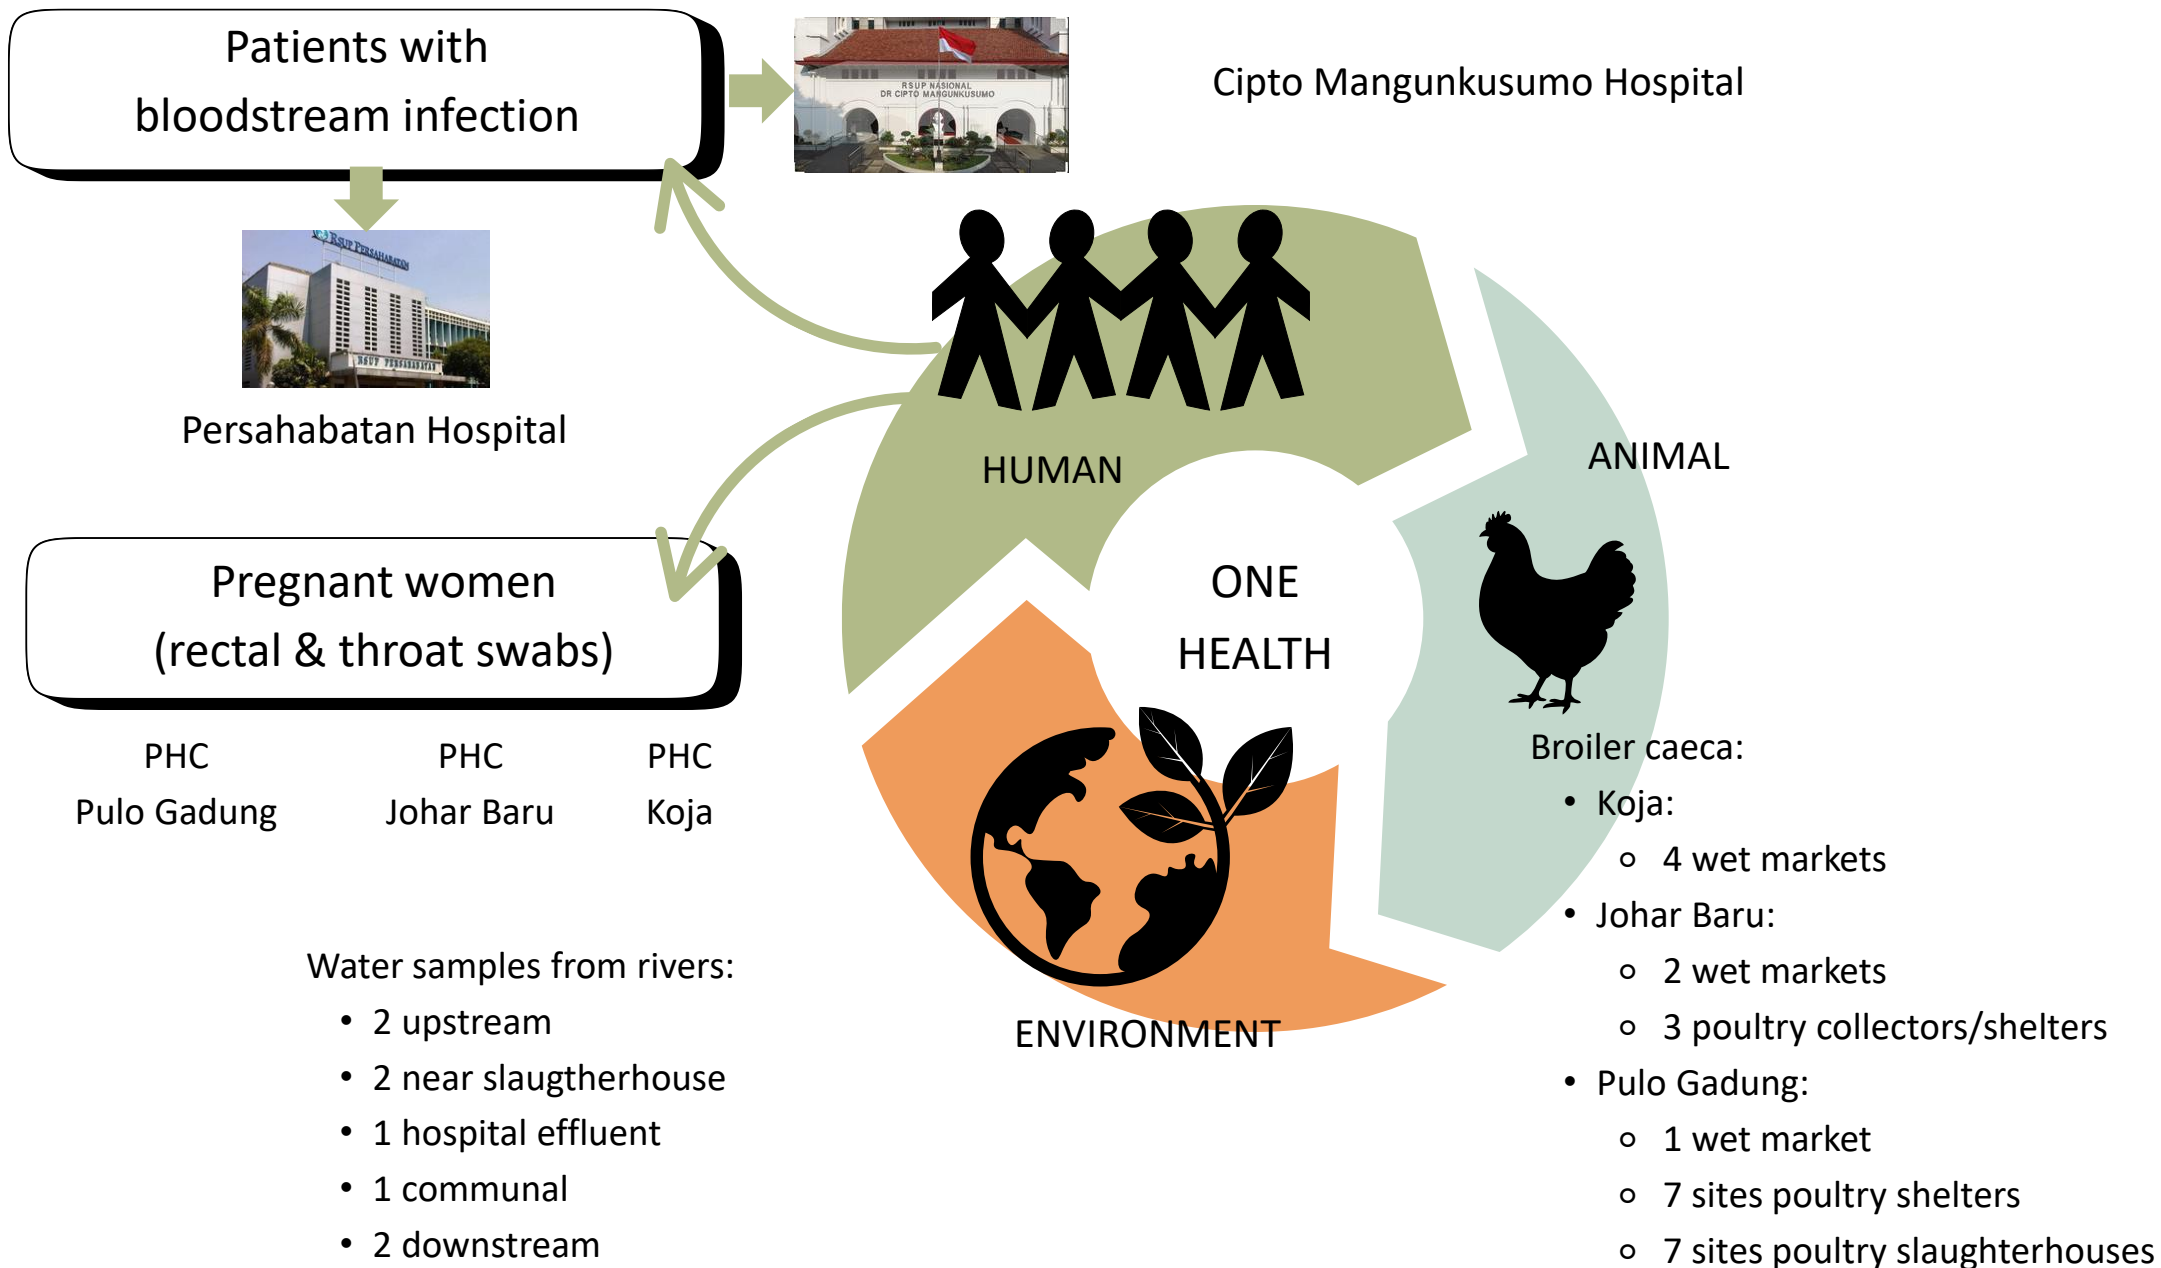 Patients with
bloodstream infection
RSUP NASIONAL
DR CIPTO MANGUNKUSUMO
Cipto Mangunkusumo Hospital
RSUP PERSAHABATAN
RSUP PERSAHABATAN
Persahabatan Hospital
HUMAN
ANIMAL
ONE
HEALTH
Pregnant women
(rectal & throat swabs)
PHC
Pulo Gadung
PHC
Johar Baru
PHC
Koja
Water samples from rivers:
• 2 upstream
• 2 near slaugtherhouse
• 1 hospital effluent
• 1 communal
• 2 downstream
ENVIRONMENT
Broiler caeca:
• Koja:
○ 4 wet markets
• Johar Baru:
○ 2 wet markets
○ 3 poultry collectors/shelters
• Pulo Gadung:
○ 1 wet market
○ 7 sites poultry shelters
○ 7 sites poultry slaughterhouses